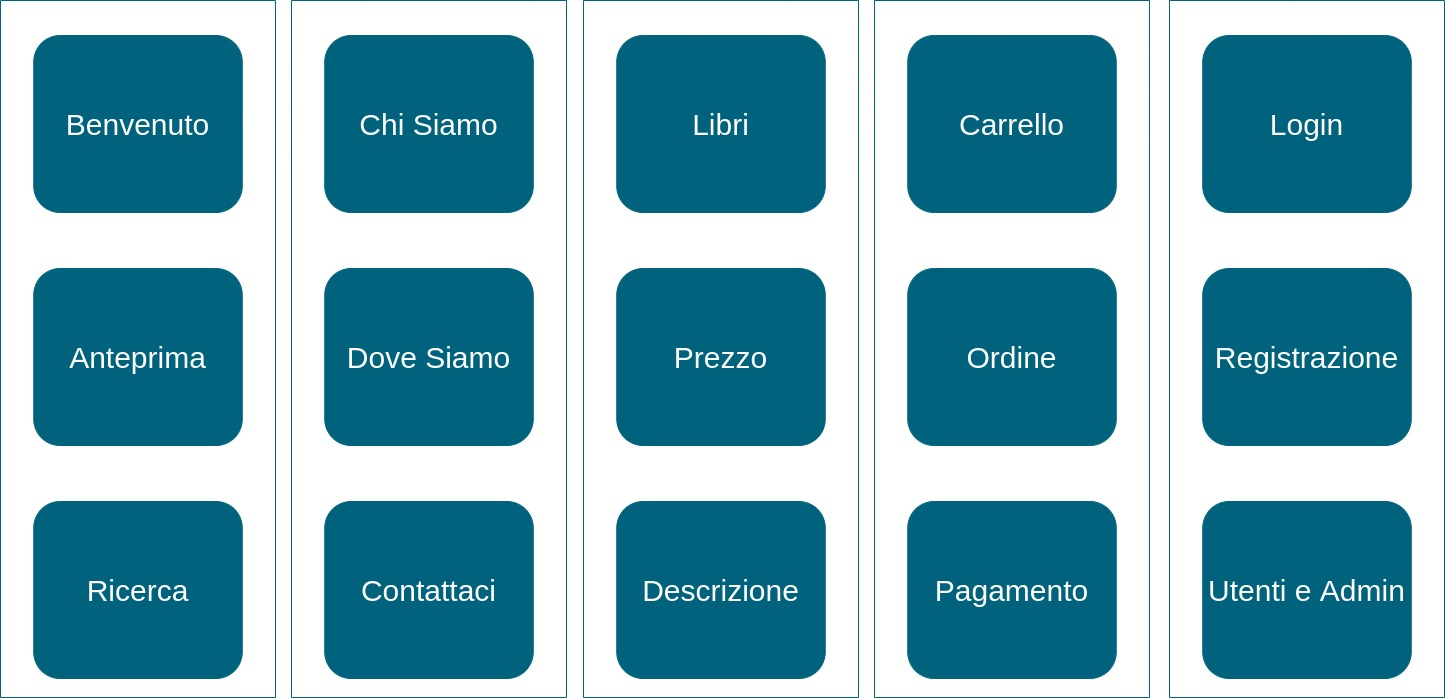 Benvenuto
Anteprima
Ricerca
Chi Siamo
Dove Siamo
Contattaci
Libri
Prezzo
Descrizione
Carrello
Ordine
Pagamento
Login
Registrazione
Utenti e Admin